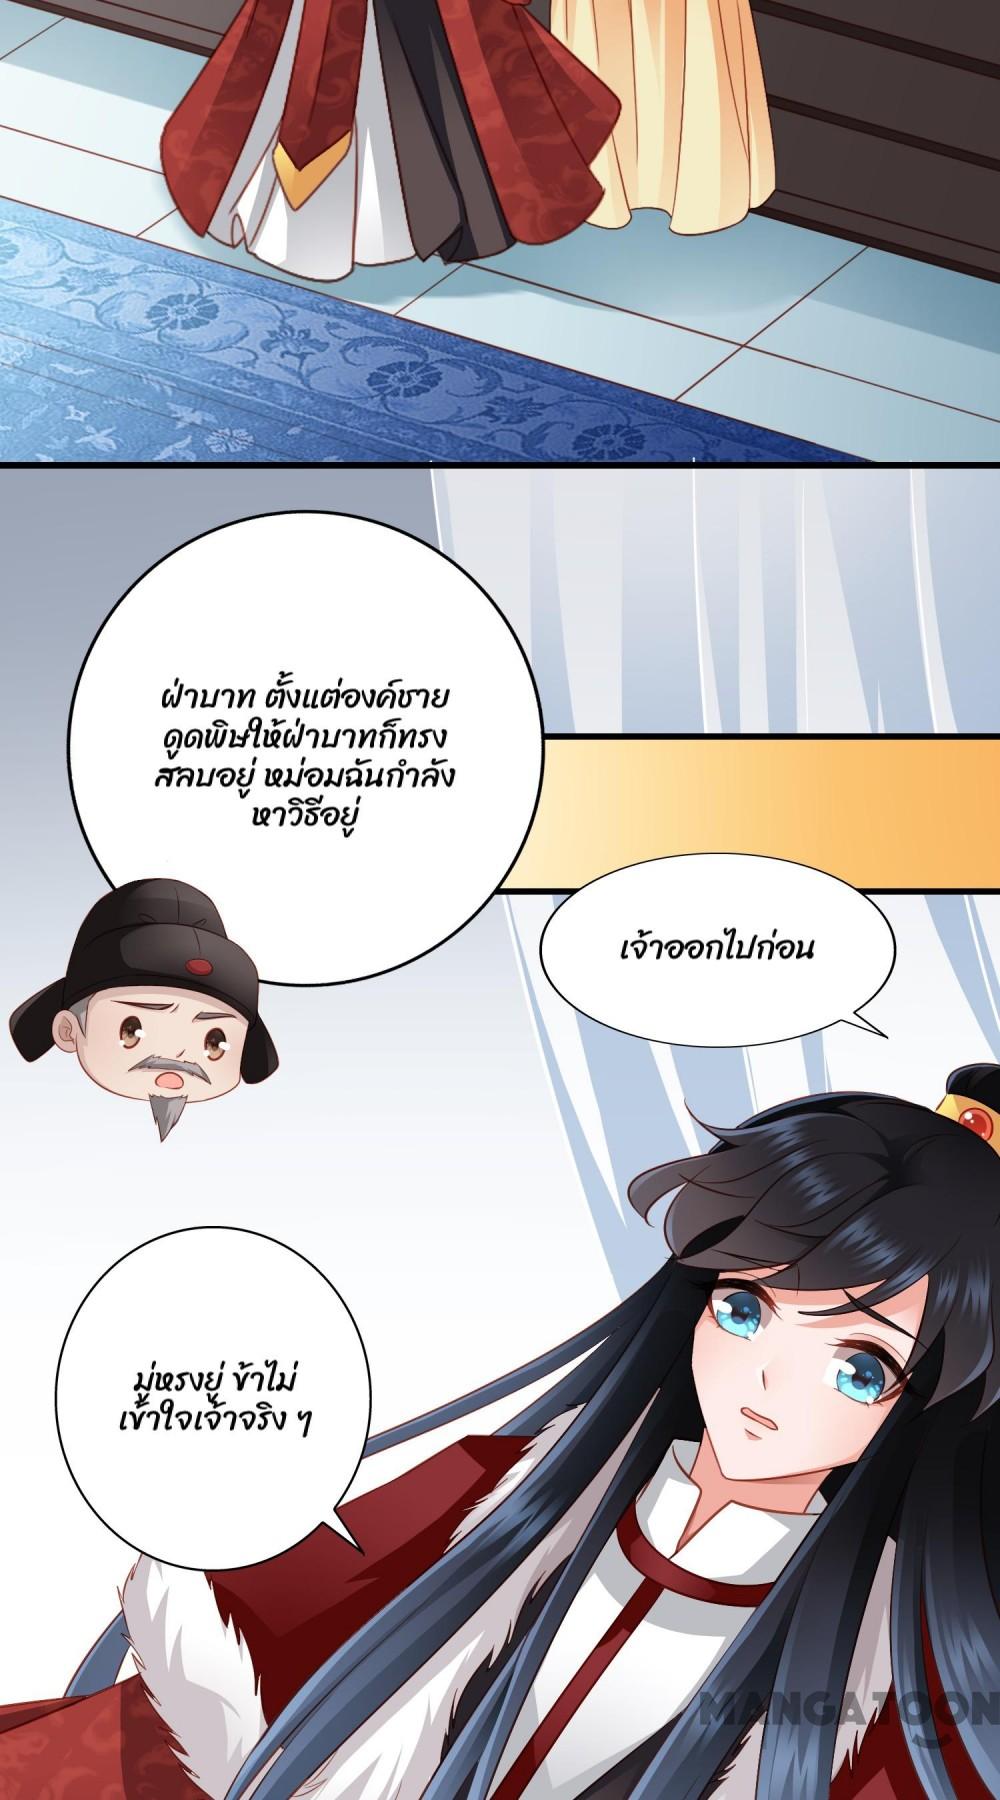 ฝ่าบาท ตั้งแต่องค์ชาย
ดูดพิษให้ฝ่าบาทก็ทรง
สลบอยู่ หม่อมฉันกำลัง
หาวิธีอยู่
เจ้าออกไปก่อน
มู่หรงยู่ ข้าไม่
เข้าใจเจ้าจริง ๆ
MANGATOON